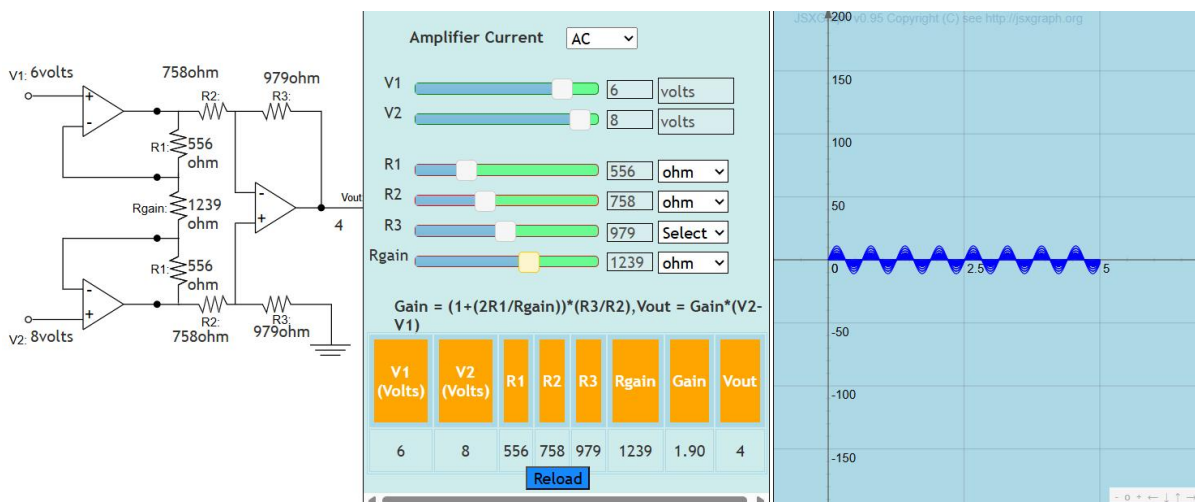 V1: 6volts
758ohm
R2:
979ohm
R3:
+
-
R1: 556
ohm
Rgain: 1239
ohm
-
+
Vout
4
R1: 556
ohm
-
+
V2: 8volts
R2:
758ohm
R3:
979ohm
Amplifier Current AC
V1 6 volts
V2 8 volts
R1 556 ohm
R2 758 ohm
R3 979 Select
Rgain 1239 ohm
Gain = (1+(2R1/Rgain))*(R3/R2),Vout = Gain*(V2-
V1)
V1 (Volts) V2 (Volts) R1 R2 R3 Rgain Gain Vout
6 8 556 758 979 1239 1.90 4
Reload
v0.95 Copyright (C) see http://jsxgraph.org
200
150
100
50
0 2.5 5
-50
-100
-150
- o + ← ↓ ↑ →